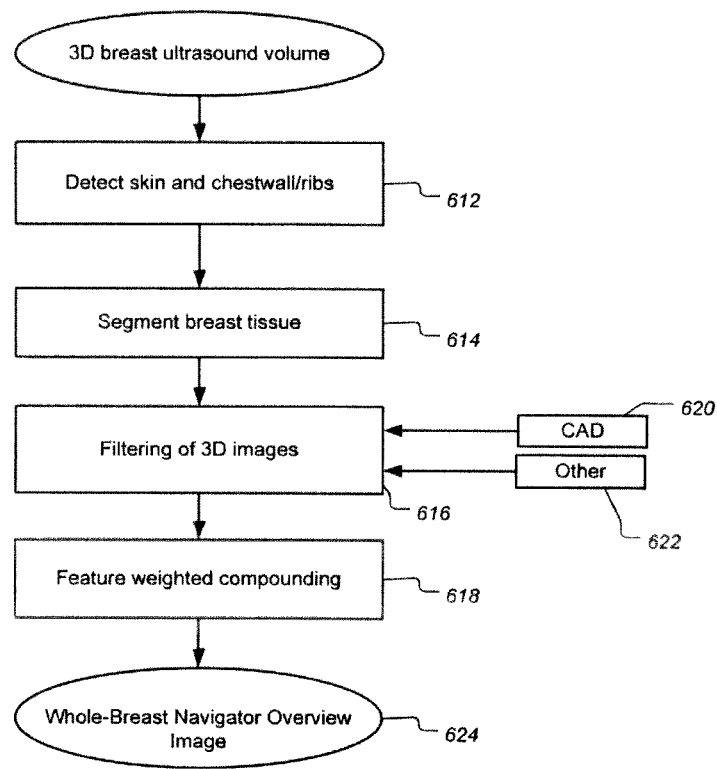 3D breast ultrasound volume
Detect skin and chestwall/ribs
612
Segment breast tissue
614
Filtering of 3D images
616
CAD
620
Other
622
Feature weighted compounding
618
Whole-Breast Navigator Overview
Image
624